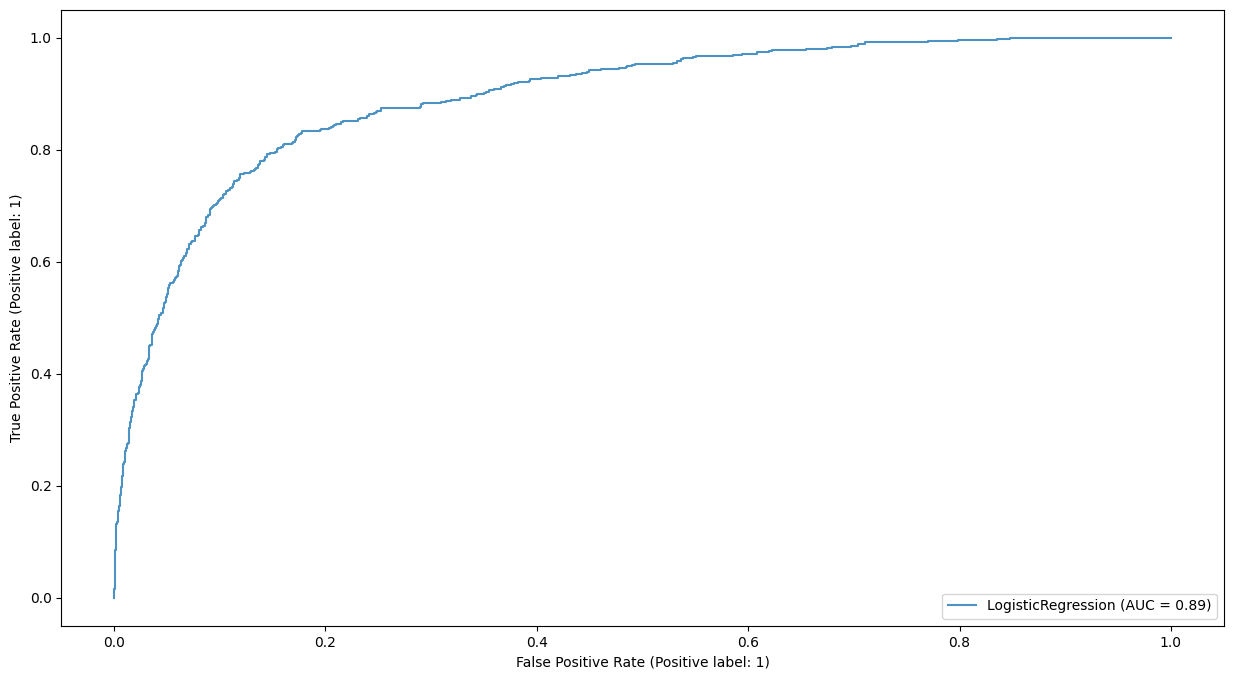 1.0
0.8
0.6
0.4
0.2
0.0
True Positive Rate (Positive label: 1)
LogisticRegression (AUC = 0.89)
0.0 0.2 0.4 0.6 0.8 1.0
False Positive Rate (Positive label: 1)